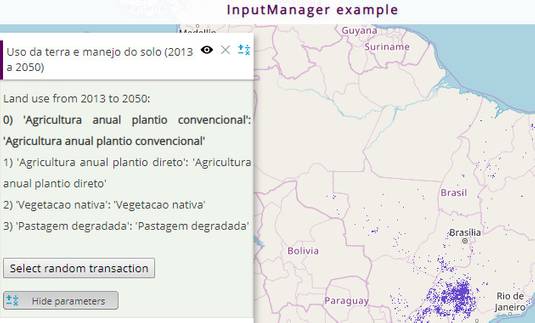 InputManager example
Medellín
Guyana
Suriname
Uso da terra e manejo do solo (2013
a 2050)
Land use from 2013 to 2050:
0) 'Agricultura anual plantio convencional':
'Agricultura anual plantio convencional'
1) 'Agricultura anual plantio direto': 'Agricultura
anual plantio direto'
2) 'Vegetacao nativa': 'Vegetacao nativa'
3) 'Pastagem degradada': 'Pastagem degradada'
Select random transaction
Hide parameters
Brasil
Brasília
Bolivia
Paraguay
Rio de
Janeiro